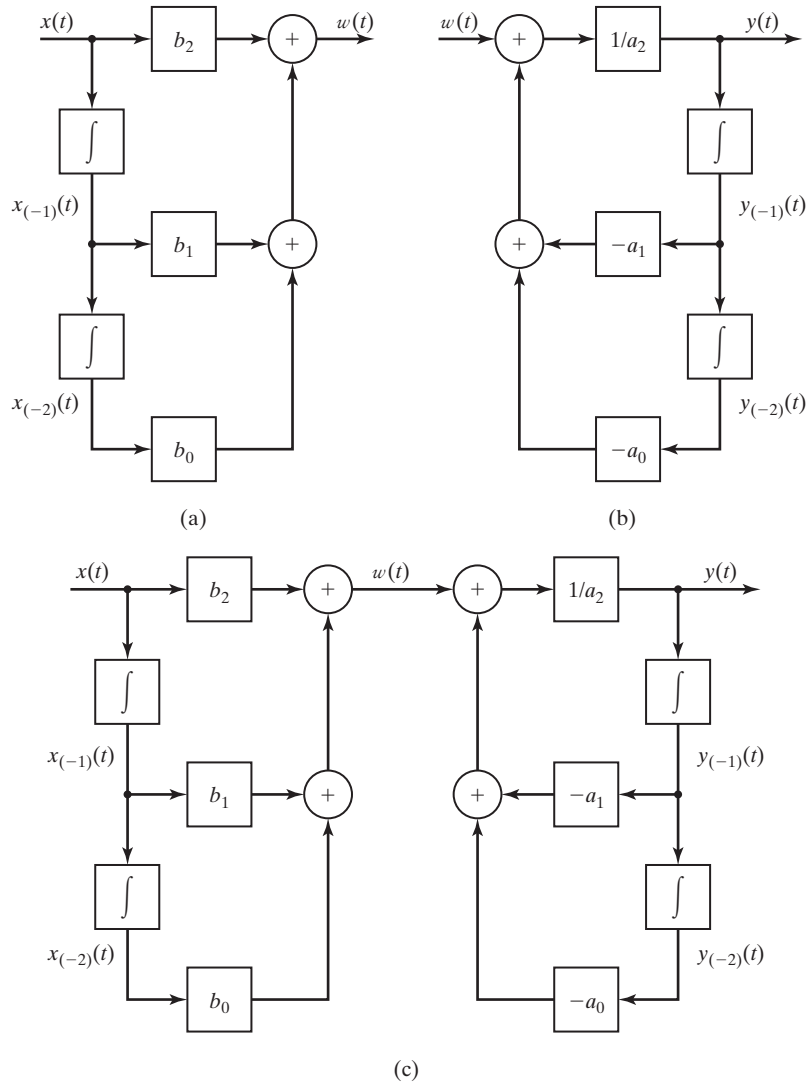 x(t) b₂ + w(t)
∫
x₍₋₁₎(t) b₁ +
∫
x₍₋₂₎(t) b₀
(a)
w(t) + 1/a₂ y(t)
∫
y₍₋₁₎(t)
+ −a₁
∫
y₍₋₂₎(t)
−a₀
(b)
x(t) b₂ + w(t) + 1/a₂ y(t)
∫ ∫
x₍₋₁₎(t) y₍₋₁₎(t)
b₁ + + −a₁
∫ ∫
x₍₋₂₎(t) y₍₋₂₎(t)
b₀ −a₀
(c)